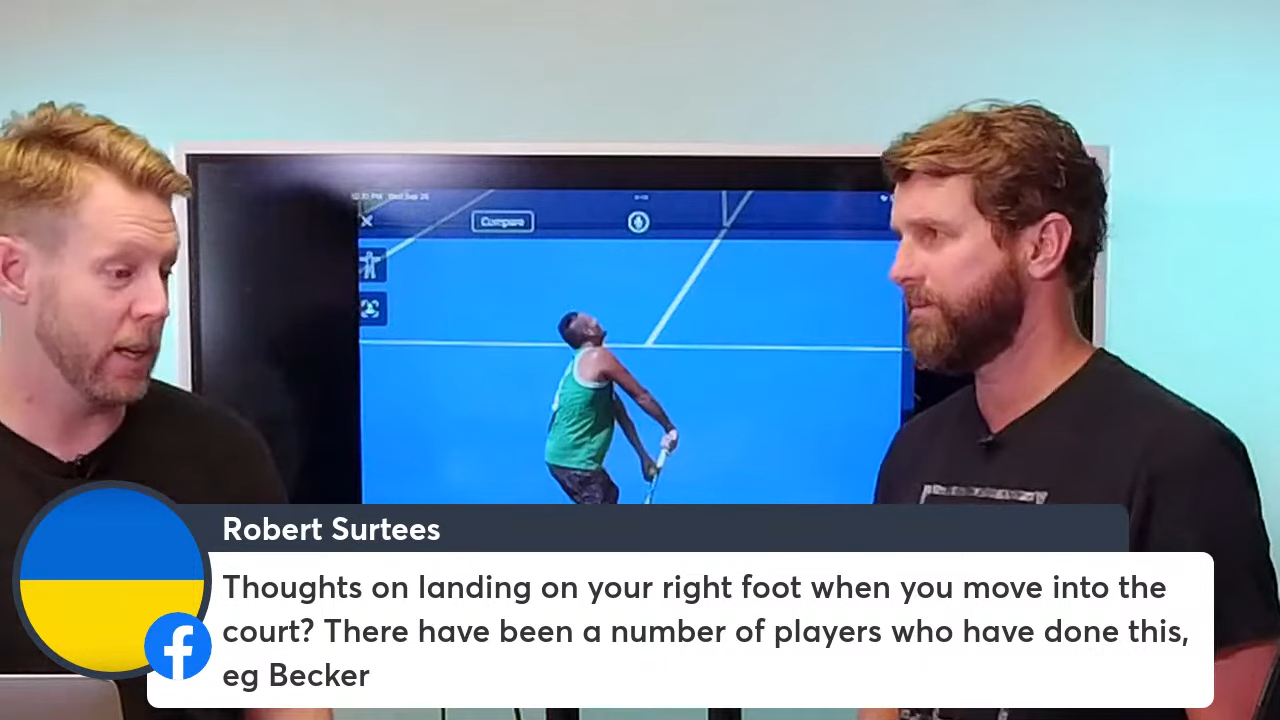 Compare
Robert Surtees
Thoughts on landing on your right foot when you move into the
court? There have been a number of players who have done this,
eg Becker